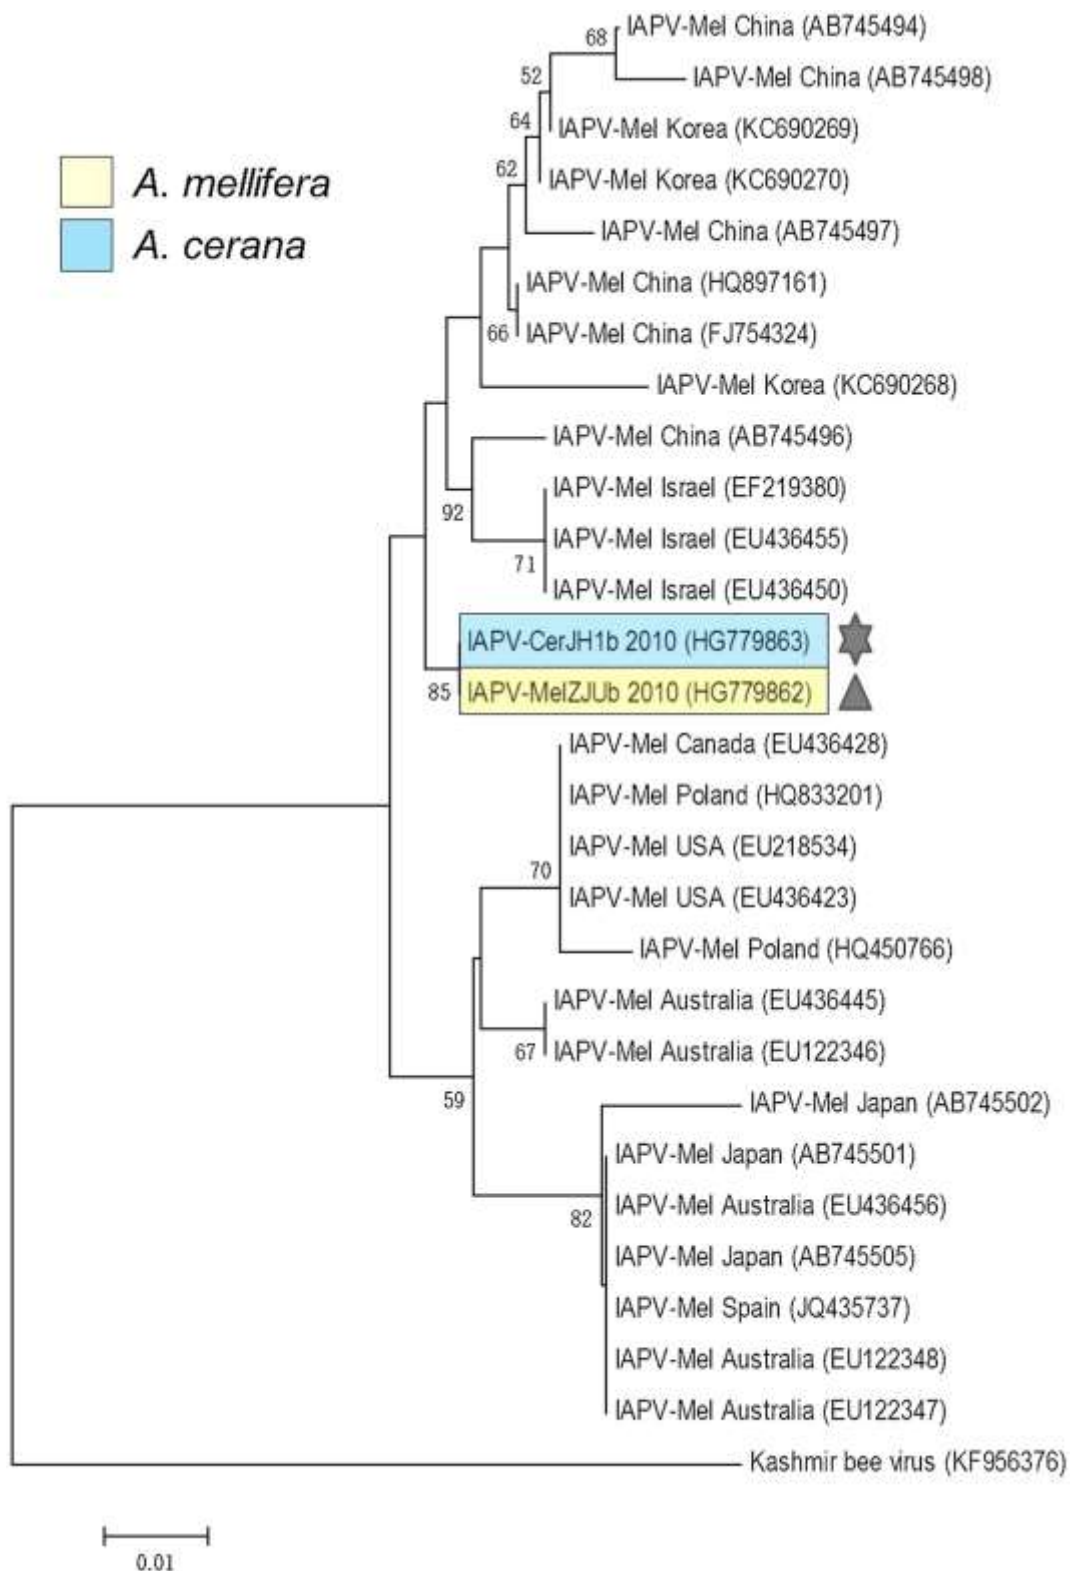 68
IAPV-Mel China (AB745494)
52
IAPV-Mel China (AB745498)
64
IAPV-Mel Korea (KC690269)
62
IAPV-Mel Korea (KC690270)
A. mellifera
IAPV-Mel China (AB745497)
A. cerana
IAPV-Mel China (HQ897161)
66
IAPV-Mel China (FJ754324)
IAPV-Mel Korea (KC690268)
IAPV-Mel China (AB745496)
IAPV-Mel Israel (EF219380)
92
IAPV-Mel Israel (EU436455)
71
IAPV-Mel Israel (EU436450)
IAPV-CerJH1b 2010 (HG779863)
85
IAPV-MelZJUb 2010 (HG779862)
IAPV-Mel Canada (EU436428)
IAPV-Mel Poland (HQ833201)
IAPV-Mel USA (EU218534)
70
IAPV-Mel USA (EU436423)
IAPV-Mel Poland (HQ450766)
IAPV-Mel Australia (EU436445)
67
IAPV-Mel Australia (EU122346)
59
IAPV-Mel Japan (AB745502)
IAPV-Mel Japan (AB745501)
IAPV-Mel Australia (EU436456)
82
IAPV-Mel Japan (AB745505)
IAPV-Mel Spain (JQ435737)
IAPV-Mel Australia (EU122348)
IAPV-Mel Australia (EU122347)
Kashmir bee virus (KF956376)
0.01